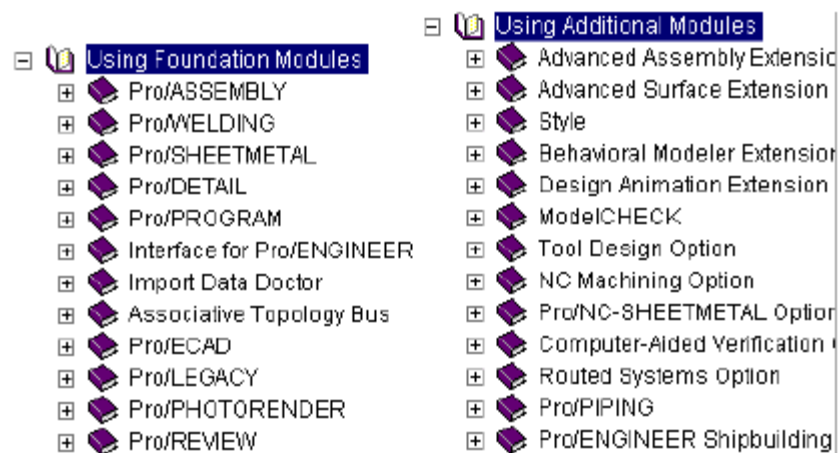 Using Foundation Modules
Pro/ASSEMBLY
Pro/WELDING
Pro/SHEETMETAL
Pro/DETAIL
Pro/PROGRAM
Interface for Pro/ENGINEER
Import Data Doctor
Associative Topology Bus
Pro/ECAD
Pro/LEGACY
Pro/PHOTORENDER
Pro/REVIEW
Using Additional Modules
Advanced Assembly Extensic
Advanced Surface Extension
Style
Behavioral Modeler Extension
Design Animation Extension
ModelCHECK
Tool Design Option
NC Machining Option
Pro/NC-SHEETMETAL Option
Computer-Aided Verification
Routed Systems Option
Pro/PIPING
Pro/ENGINEER Shipbuilding